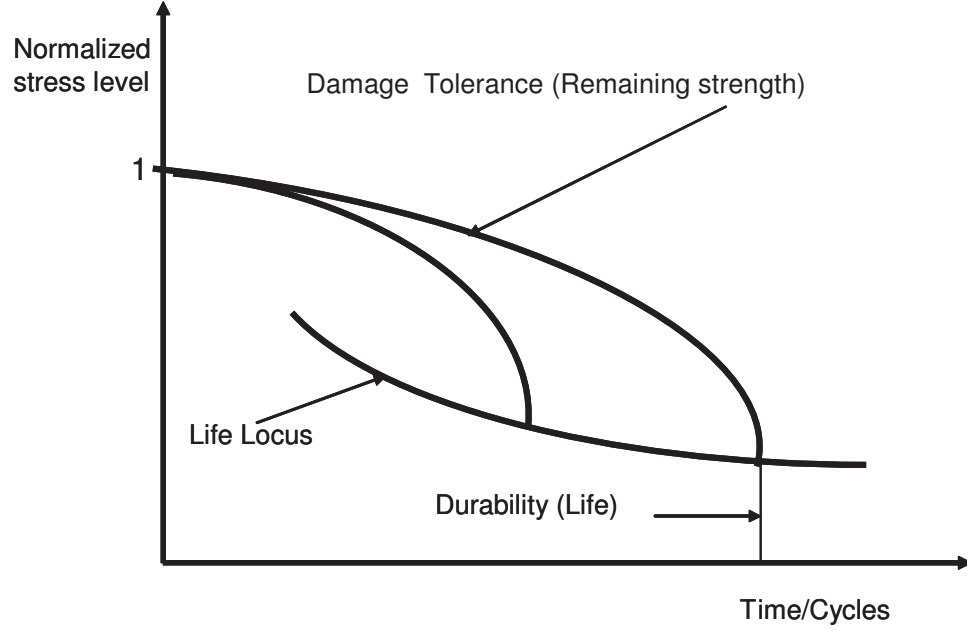 Normalized
stress level
Damage Tolerance (Remaining strength)
1
Life Locus
Durability (Life)
Time/Cycles